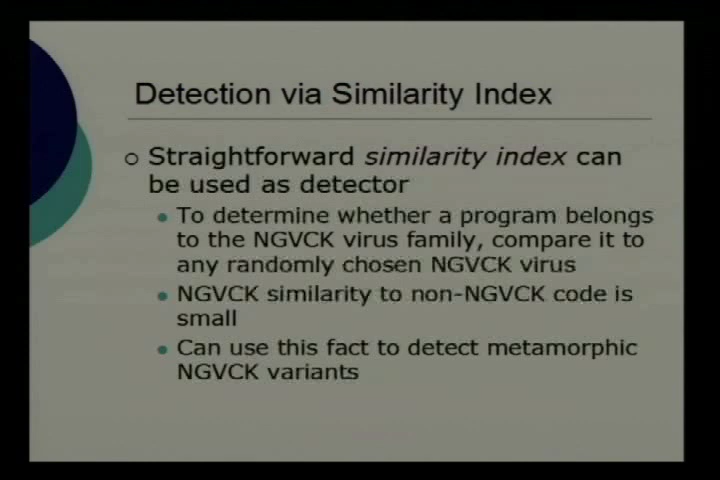 Detection via Similarity Index
Straightforward similarity index can
be used as detector
To determine whether a program belongs
to the NGVCK virus family, compare it to
any randomly chosen NGVCK virus
NGVCK similarity to non-NGVCK code is
small
Can use this fact to detect metamorphic
NGVCK variants